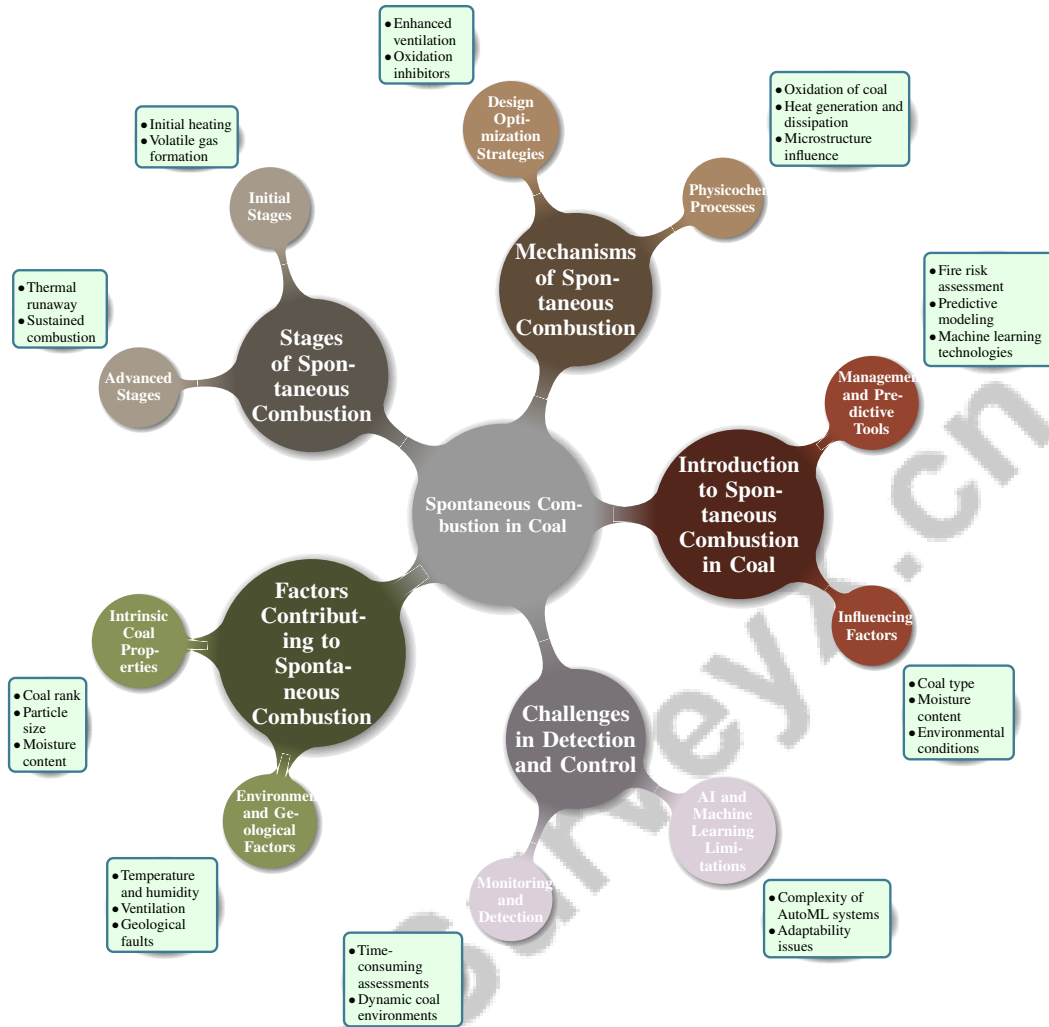 Spontaneous Com-
bustion in Coal
Mechanisms
of Spon-
taneous
Combustion
Design
Opti-
mization
Strategies
• Enhanced
ventilation
• Oxidation
inhibitors
Physicochem
Processes
• Oxidation of coal
• Heat generation and
dissipation
• Microstructure
influence
Stages
of Spon-
taneous
Combustion
Initial
Stages
• Initial heating
• Volatile gas
formation
Advanced
Stages
• Thermal
runaway
• Sustained
combustion
Introduction
to Spon-
taneous
Combustion
in Coal
Management
and Pre-
dictive
Tools
• Fire risk
assessment
• Predictive
modeling
• Machine learning
technologies
Influencing
Factors
• Coal type
• Moisture
content
• Environmental
conditions
Factors
Contribut-
ing to
Sponta-
neous
Combustion
Intrinsic
Coal
Prop-
erties
• Coal rank
• Particle
size
• Moisture
content
Environmen
and Ge-
ological
Factors
• Temperature
and humidity
• Ventilation
• Geological
faults
Challenges
in Detection
and Control
AI and
Machine
Learning
Limi-
tations
• Complexity of
AutoML systems
• Adaptability
issues
Monitoring
and
Detection
• Time-
consuming
assessments
• Dynamic coal
environments
surveyx.cn